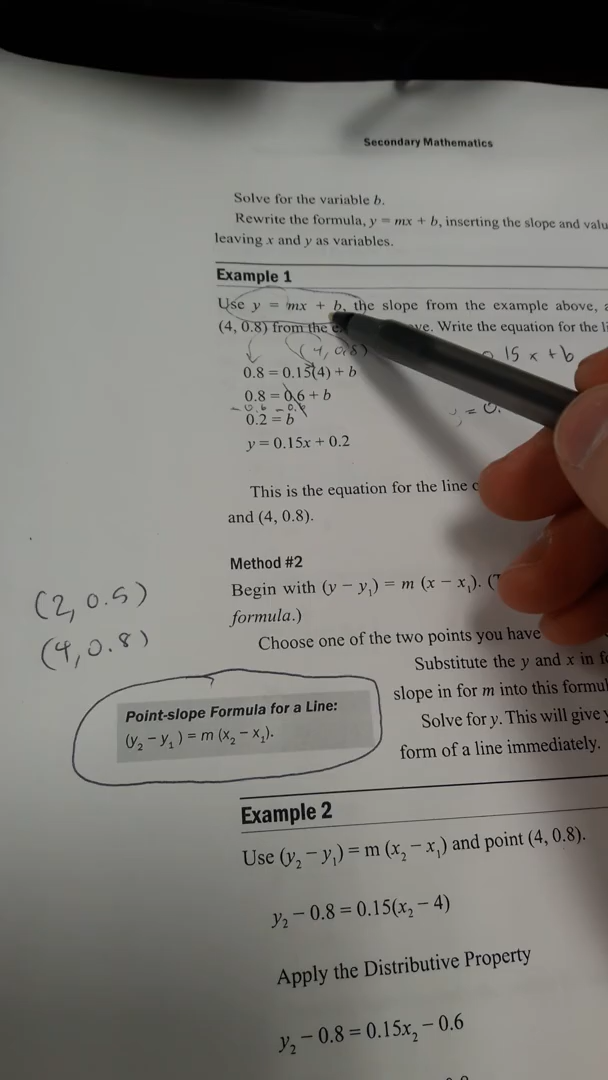 Secondary Mathematics
Solve for the variable b.
Rewrite the formula, y = mx + b, inserting the slope and
leaving x and y as variables.
Example 1
Use y = mx + b, the slope from the example above,
(4, 0.8) from the Write the equation for the
(4, 0.8)
15 x + b
0.8 = 0.15(4) + b
0.8 = 0.6 + b
- 0.6 - 0.6
y = 0.
0.2 = b
y = 0.15x + 0.2
This is the equation for the line
and (4, 0.8).
Method #2
Begin with (y − y₁) = m (x − x₁).
formula.)
(2, 0.5)
(4, 0.8)
Choose one of the two points you have
Substitute the y and x in
slope in for m into this
Solve for y. This will give
form of a line immediately.
Point-slope Formula for a Line:
(y₂ − y₁) = m (x₂ − x₁).
Example 2
Use (y₂ − y₁) = m (x₂ − x₁) and point (4, 0.8).
y₂ − 0.8 = 0.15(x₂ − 4)
Apply the Distributive Property
y₂ − 0.8 = 0.15x₂ − 0.6